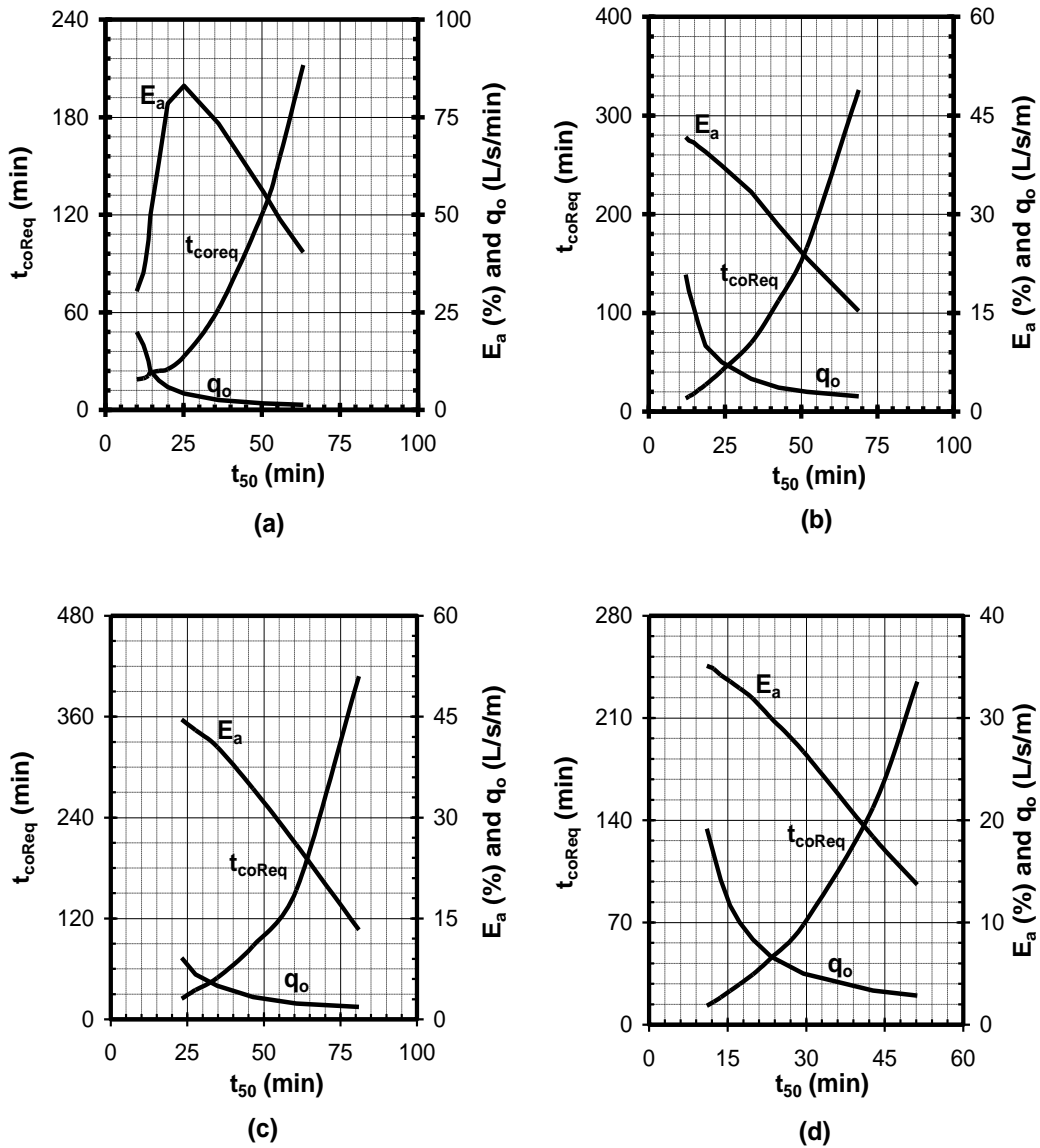 240
180
120
60
0
100
75
50
25
0
0
25
50
75
100
t_coReq (min)
E_a (%) and q_o (L/s/min)
t_50 (min)
E_a
t_coreq
q_o
(a)
400
300
200
100
0
60
45
30
15
0
0
25
50
75
100
t_coReq (min)
E_a (%) and q_o (L/s/m)
t_50 (min)
E_a
t_coReq
q_o
(b)
480
360
240
120
0
60
45
30
15
0
0
25
50
75
100
t_coReq (min)
E_a (%) and q_o (L/s/m)
t_50 (min)
E_a
t_coReq
q_o
(c)
280
210
140
70
0
40
30
20
10
0
0
15
30
45
60
t_coReq (min)
E_a (%) and q_o (L/s/m)
t_50 (min)
E_a
t_coReq
q_o
(d)